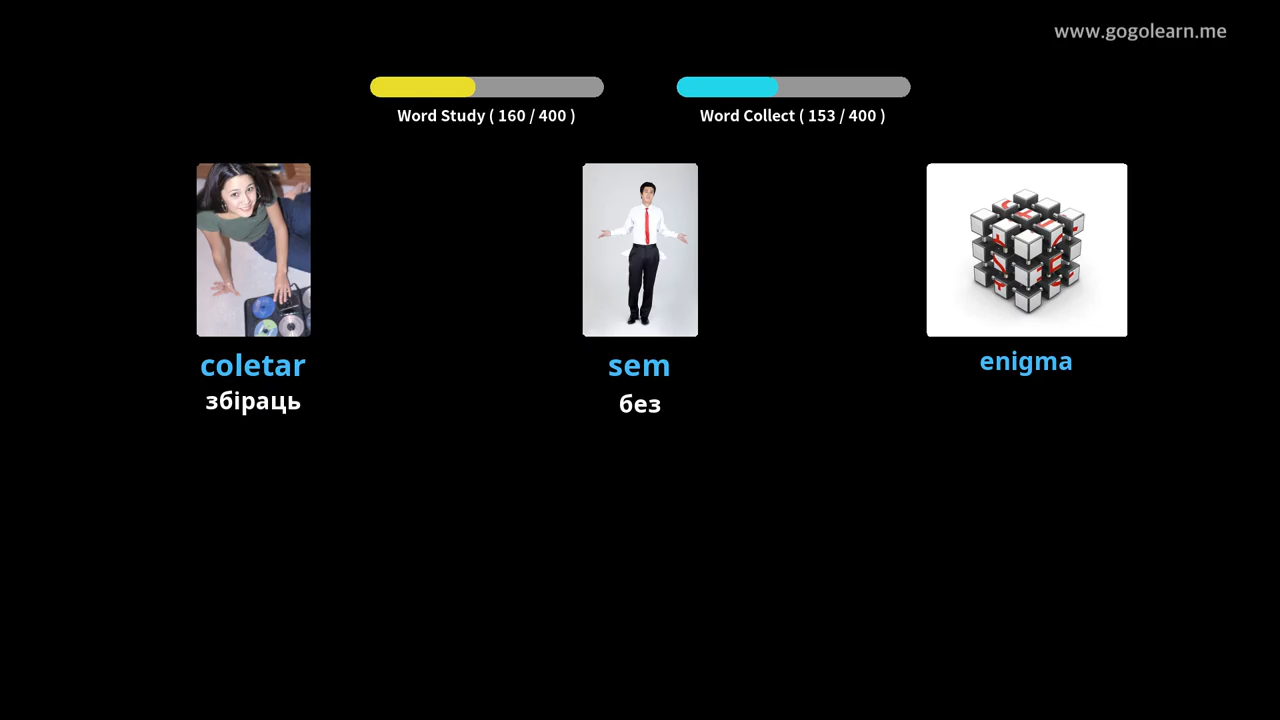 www.gogolearn.me
Word Study ( 160 / 400 )
Word Collect ( 153 / 400 )
coletar
збіраць
sem
без
enigma